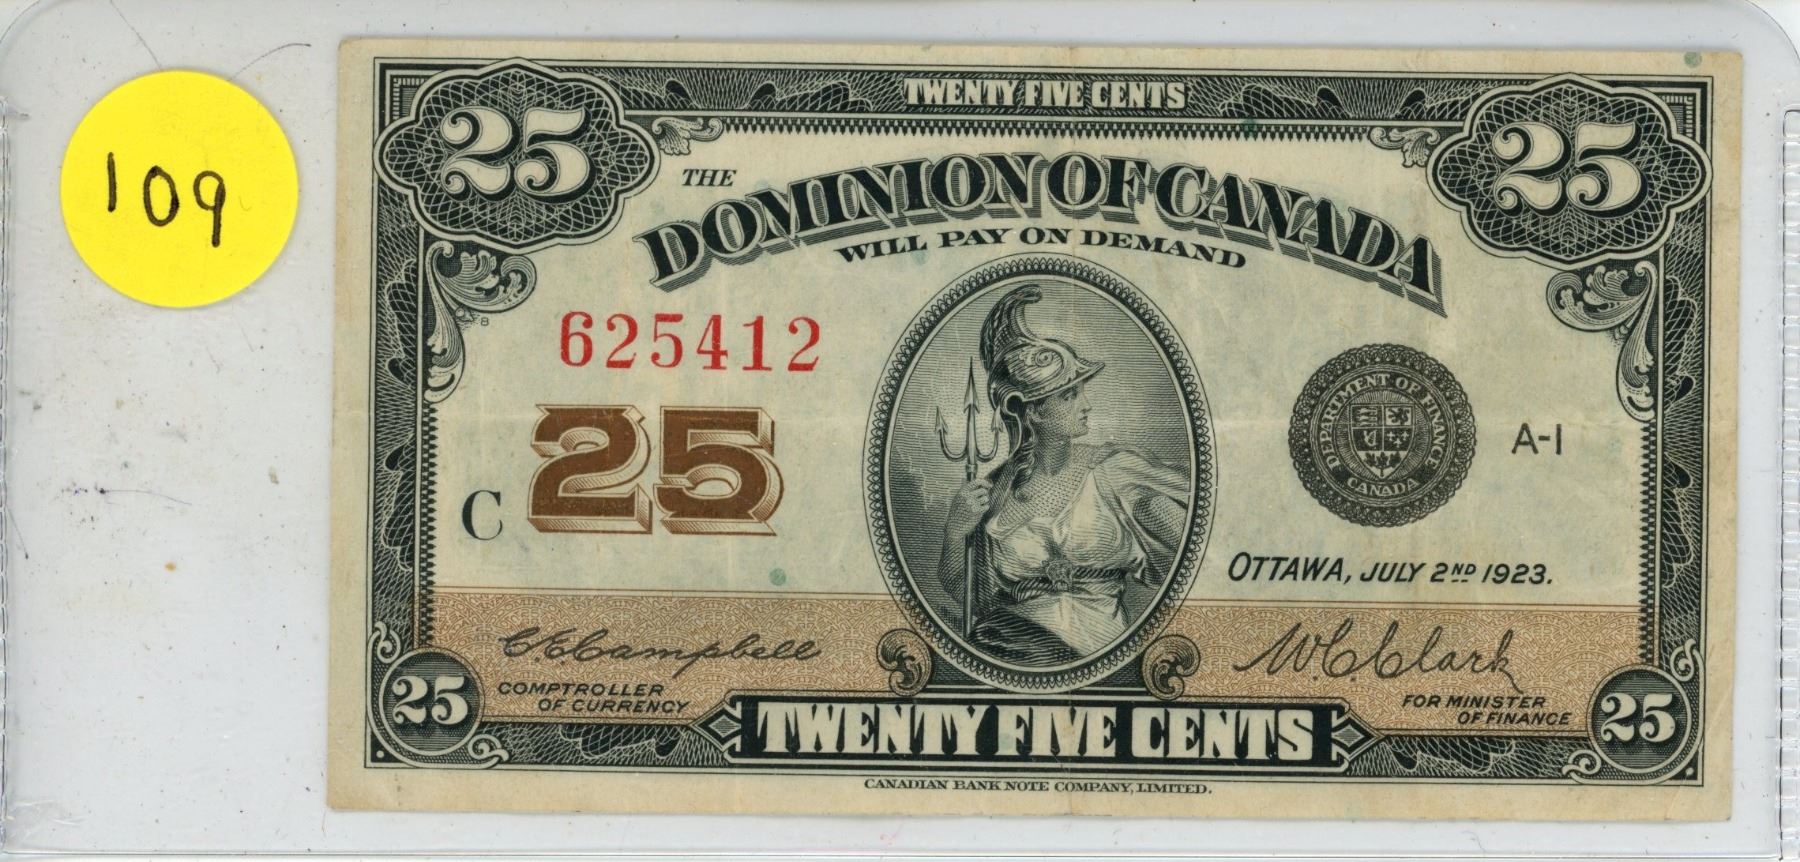 109
TWENTY FIVE CENTS
25 25
THE
DOMINION OF CANADA
WILL PAY ON DEMAND
625412
DEPARTMENT OF FINANCE
CANADA
A-1
C 25
OTTAWA, JULY 2ND 1923.
C.E. Campbell
W.C. Clark
COMPTROLLER
OF CURRENCY
FOR MINISTER
OF FINANCE
25 25
TWENTY FIVE CENTS
CANADIAN BANK NOTE COMPANY, LIMITED.